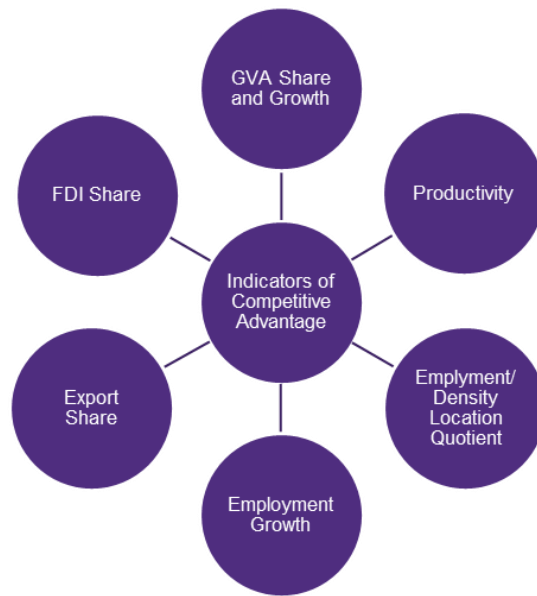 GVA Share
and Growth
FDI Share
Productivity
Indicators of
Competitive
Advantage
Export
Share
Emplyment/
Density
Location
Quotient
Employment
Growth